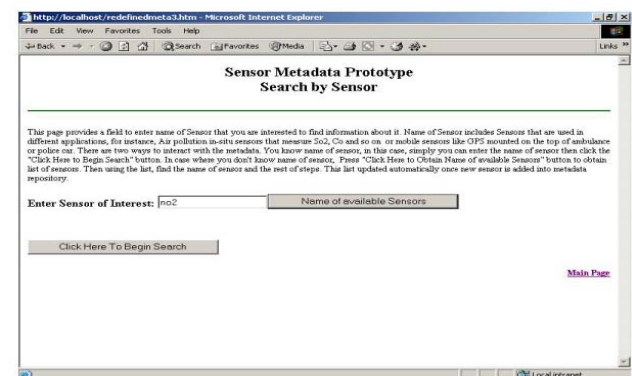 http://localhost/redefinedmeta3.htm - Microsoft Internet Explorer
File Edit View Favorites Tools Help
Back Search Favorites Media Links »
Sensor Metadata Prototype
Search by Sensor
This page provides a field to enter name of Sensor that you are interested to find information about it. Name of Sensor includes Sensors that are used in
different applications, for instance, Air pollution in-situ sensors that measure So2, Co and so on or mobile sensors like GPS mounted on the top of ambulance
or police car. There are two ways to interact with the metadata. You know name of sensor, in this case, simply you can enter the name of sensor then click the
"Click Here to Begin Search" button. In case where you don't know name of sensor, Press "Click Here to Obtain Name of available Sensors" button to obtain
list of sensors. Then using the list, find the name of sensor and the rest of steps. This list updated automatically once new sensor is added into metadata
repository.
Enter Sensor of Interest: no2 Name of available Sensors
Click Here To Begin Search
Main Page
Local intranet